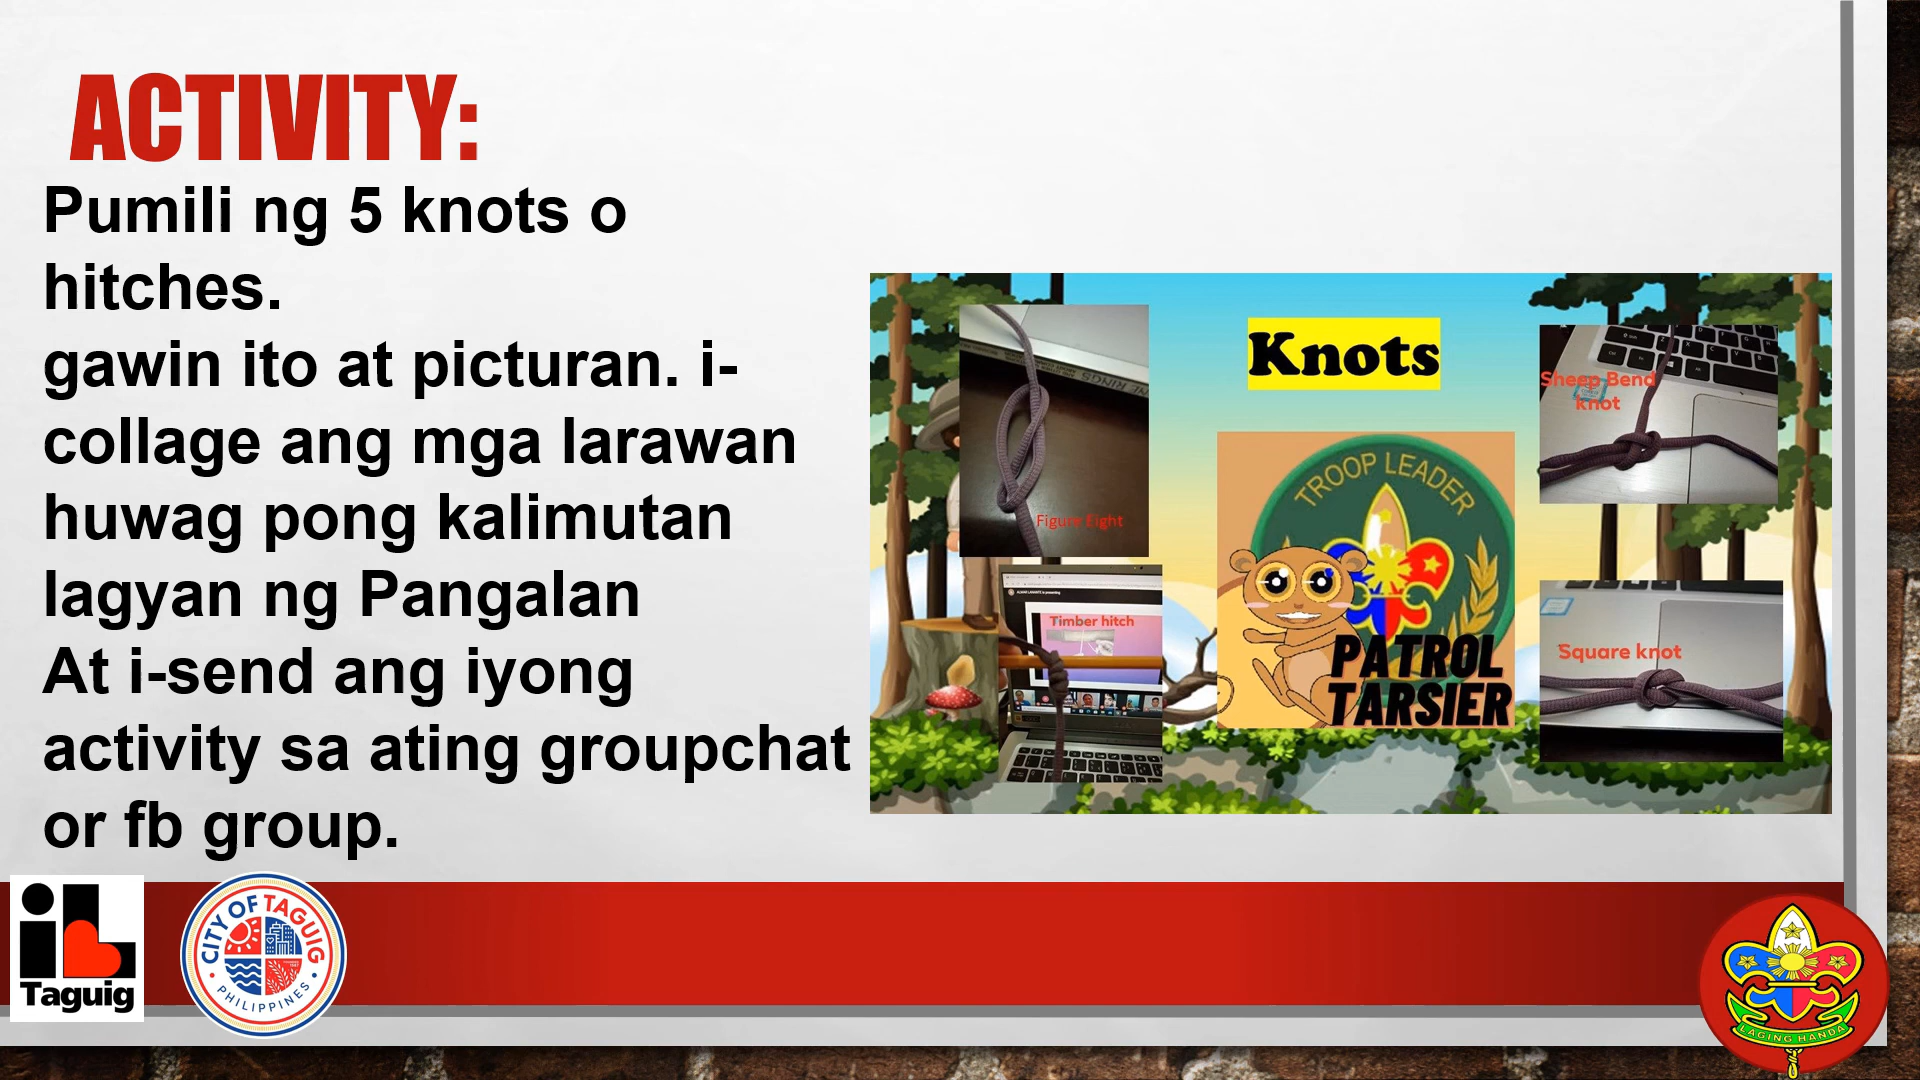 ACTIVITY:
Pumili ng 5 knots o
hitches.
gawin ito at picturan. i-
collage ang mga larawan
huwag pong kalimutan
lagyan ng Pangalan
At i-send ang iyong
activity sa ating groupchat
or fb group.
Knots
Figure Eight
Sheep Bend
knot
Timber hitch
Square knot
TROOP LEADER
PATROL
TARSIER
iL
Taguig
CITY OF TAGUIG
PHILIPPINES
LAGING HANDA